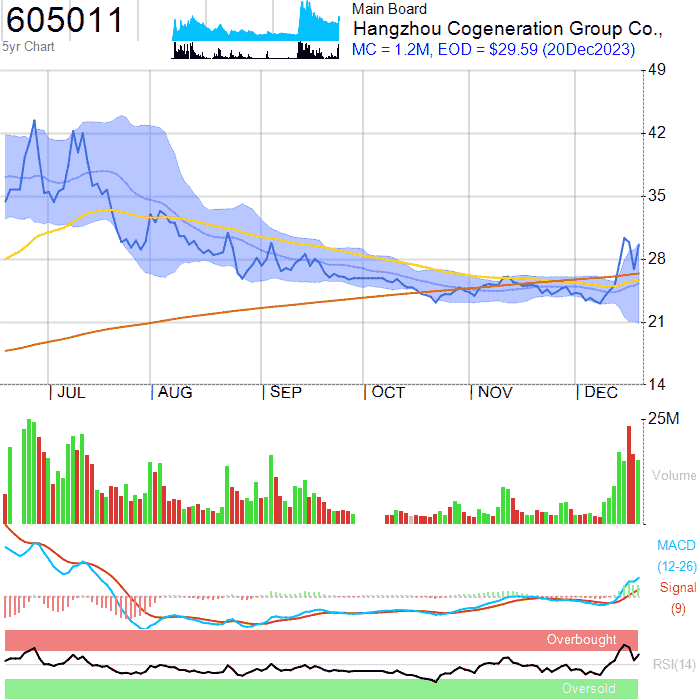 605011
5yr Chart
Main Board
Hangzhou Cogeneration Group Co.,
MC = 1.2M, EOD = $29.59 (20Dec2023)
49
42
35
28
21
14
JUL
AUG
SEP
OCT
NOV
DEC
25M
Volume
MACD
(12-26)
Signal
(9)
Overbought
RSI(14)
Oversold